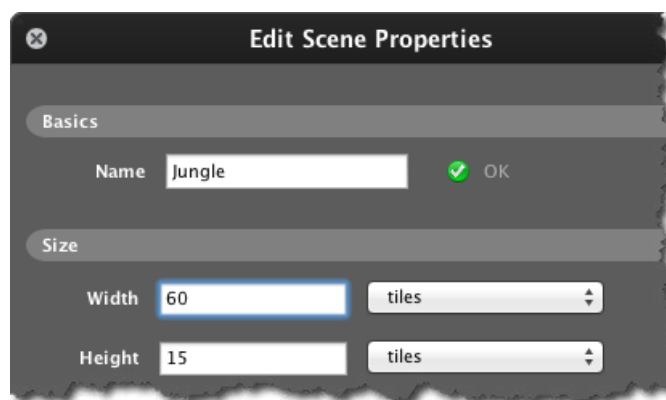 Edit Scene Properties
Basics
Name Jungle OK
Size
Width 60 tiles
Height 15 tiles